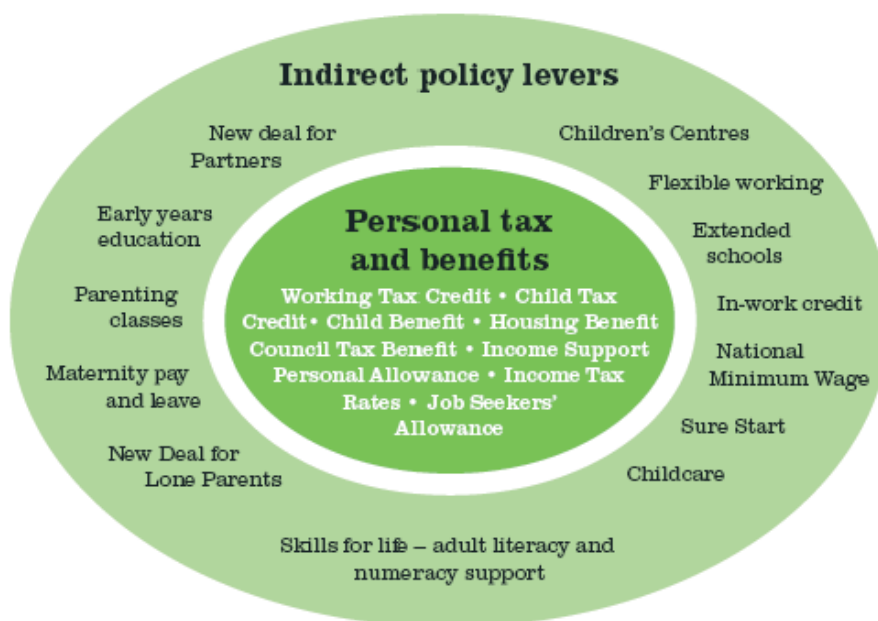 Indirect policy levers
New deal for
Partners
Early years
education
Parenting
classes
Maternity pay
and leave
New Deal for
Lone Parents
Personal tax
and benefits
Working Tax Credit • Child Tax
Credit • Child Benefit • Housing Benefit
Council Tax Benefit • Income Support
Personal Allowance • Income Tax
Rates • Job Seekers'
Allowance
Children's Centres
Flexible working
Extended
schools
In-work credit
National
Minimum Wage
Sure Start
Childcare
Skills for life – adult literacy and
numeracy support